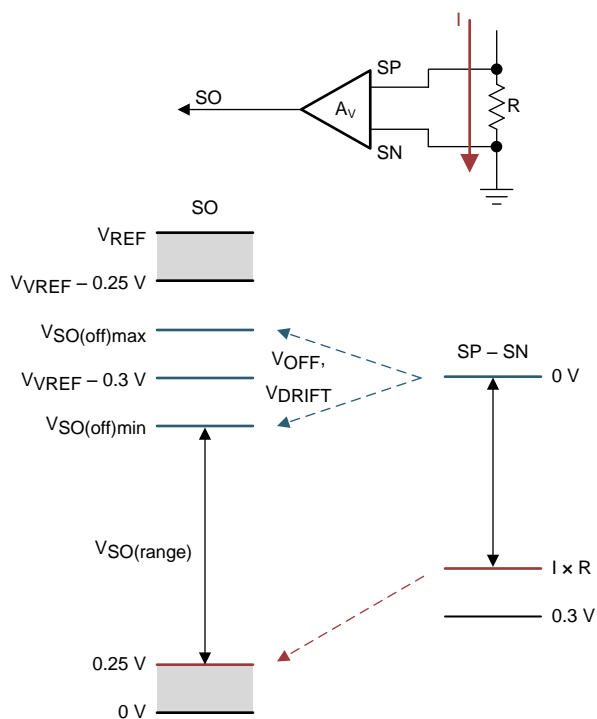 I
SP
SO
AV
R
SN
SO
VREF
VVREF – 0.25 V
VSO(off)max
VOFF,
SP – SN
VVREF – 0.3 V
0 V
VDRIFT
VSO(off)min
VSO(range)
I × R
0.3 V
0.25 V
0 V